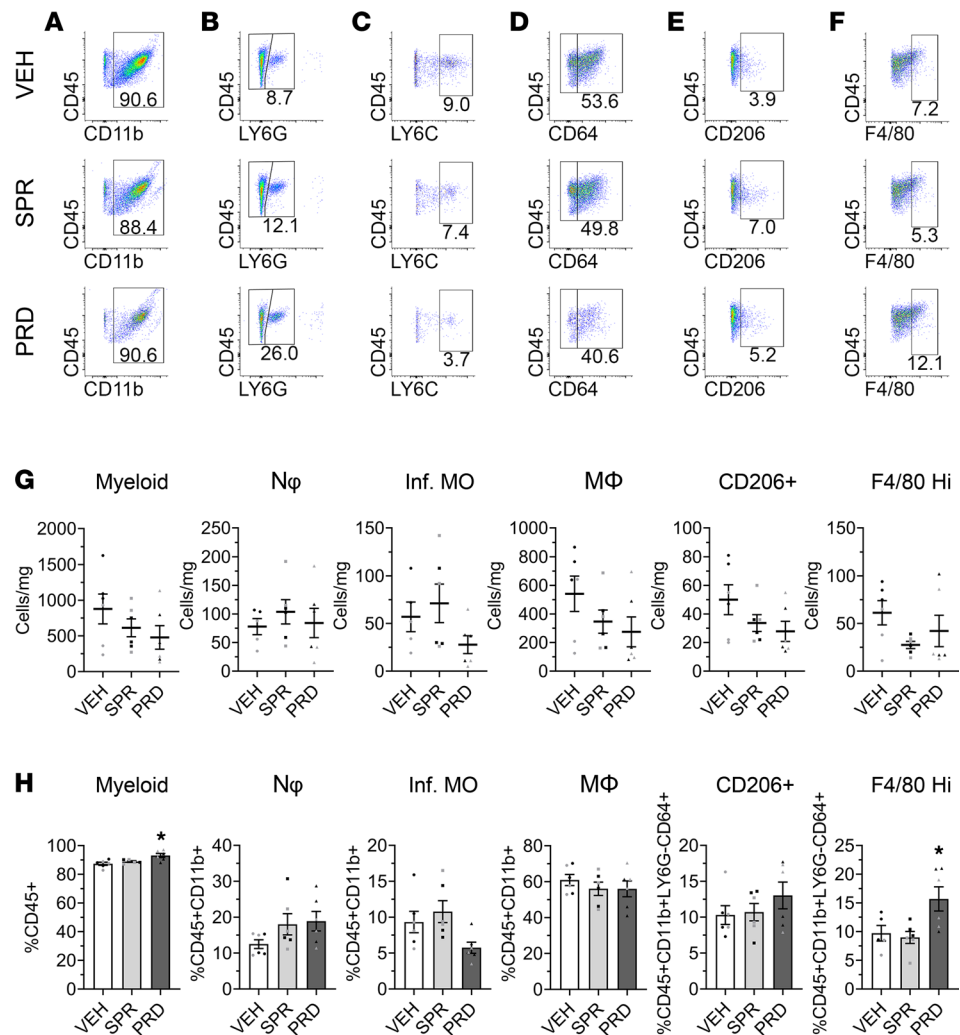 A B C D E F
VEH
CD45 CD45 CD45 CD45 CD45 CD45
90.6 8.7 9.0 53.6 3.9 7.2
CD11b LY6G LY6C CD64 CD206 F4/80
SPR
CD45 CD45 CD45 CD45 CD45 CD45
88.4 12.1 7.4 49.8 7.0 5.3
CD11b LY6G LY6C CD64 CD206 F4/80
PRD
CD45 CD45 CD45 CD45 CD45 CD45
90.6 26.0 3.7 40.6 5.2 12.1
CD11b LY6G LY6C CD64 CD206 F4/80
G
Myeloid
Cells/mg
2000
1500
1000
500
0
VEH SPR PRD
Nφ
Cells/mg
250
200
150
100
50
0
VEH SPR PRD
Inf. MO
Cells/mg
150
100
50
0
VEH SPR PRD
MΦ
Cells/mg
1000
800
600
400
200
0
VEH SPR PRD
CD206+
Cells/mg
100
80
60
40
20
0
VEH SPR PRD
F4/80 Hi
Cells/mg
150
100
50
0
VEH SPR PRD
H
Myeloid
%CD45+
100
80
60
40
20
0
*
VEH SPR PRD
Nφ
%CD45+CD11b+
40
30
20
10
0
VEH SPR PRD
Inf. MO
%CD45+CD11b+
20
15
10
5
0
VEH SPR PRD
MΦ
%CD45+CD11b+
80
60
40
20
0
VEH SPR PRD
CD206+
%CD45+CD11b+LY6G-CD64+
20
15
10
5
0
VEH SPR PRD
F4/80 Hi
%CD45+CD11b+LY6G-CD64+
25
20
15
10
5
0
*
VEH SPR PRD